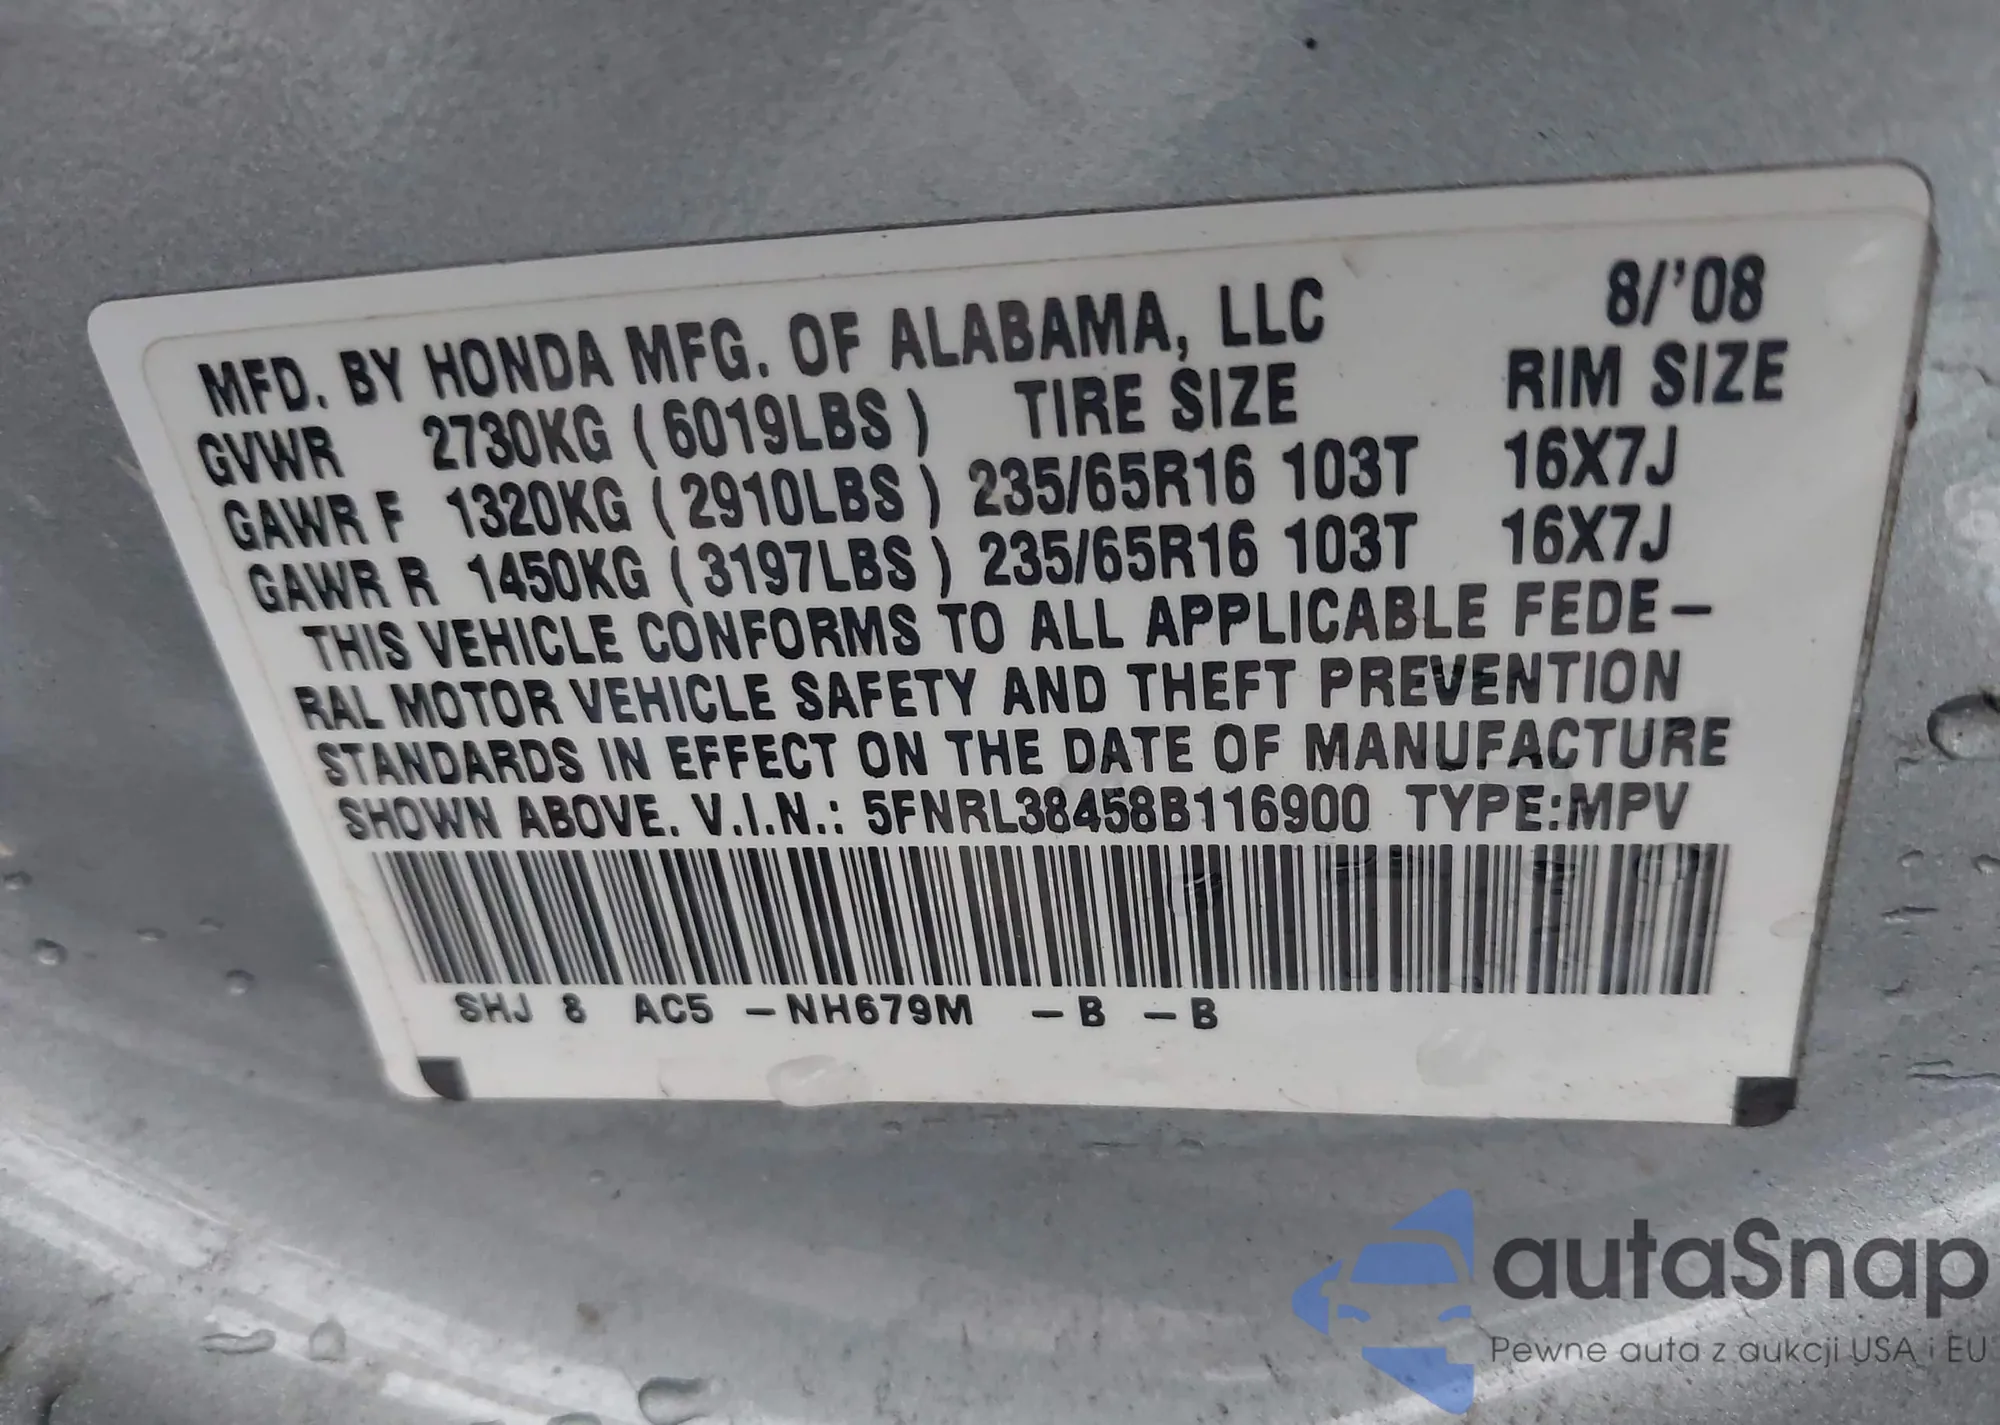 MFD. BY HONDA MFG. OF ALABAMA, LLC 8/'08
GVWR 2730KG ( 6019LBS ) TIRE SIZE RIM SIZE
GAWR F 1320KG ( 2910LBS ) 235/65R16 103T 16X7J
GAWR R 1450KG ( 3197LBS ) 235/65R16 103T 16X7J
THIS VEHICLE CONFORMS TO ALL APPLICABLE FEDE–
RAL MOTOR VEHICLE SAFETY AND THEFT PREVENTION
STANDARDS IN EFFECT ON THE DATE OF MANUFACTURE
SHOWN ABOVE. V.I.N.: 5FNRL38458B116900 TYPE:MPV
SHJ 8 AC5 –NH679M –B –B
autaSnap
Pewne auta z aukcji USA i EU